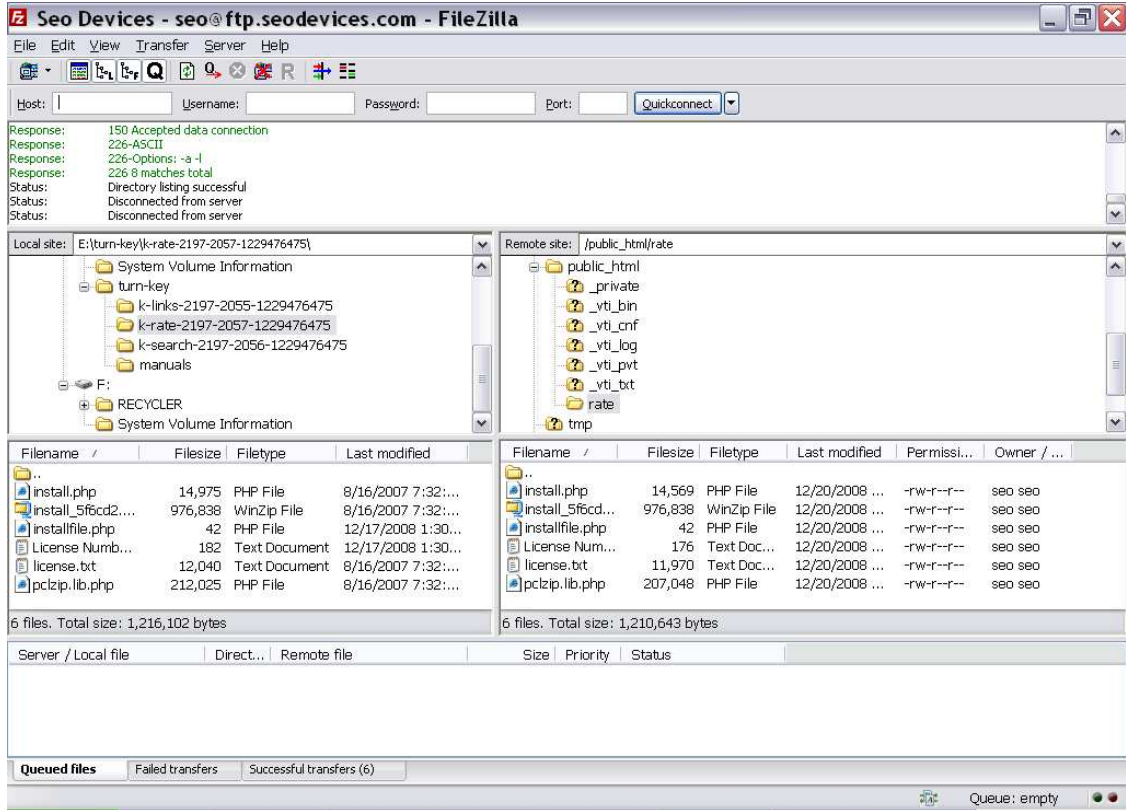 Seo Devices - seo@ftp.seodevices.com - FileZilla
File Edit View Transfer Server Help
Host: Username: Password: Port: Quickconnect
Response: 150 Accepted data connection
Response: 226-ASCII
Response: 226-Options: -a -l
Response: 226 8 matches total
Status: Directory listing successful
Status: Disconnected from server
Status: Disconnected from server
Local site: E:\turn-key\k-rate-2197-2057-1229476475\
System Volume Information
turn-key
k-links-2197-2055-1229476475
k-rate-2197-2057-1229476475
k-search-2197-2056-1229476475
manuals
F:
RECYCLER
System Volume Information
Remote site: /public_html/rate
public_html
_private
_vti_bin
_vti_cnf
_vti_log
_vti_pvt
_vti_txt
rate
tmp
Filename / Filesize Filetype Last modified
..
install.php 14,975 PHP File 8/16/2007 7:32:...
install_5f6cd2.... 976,838 WinZip File 8/16/2007 7:32:...
installfile.php 42 PHP File 12/17/2008 1:30...
License Numb... 182 Text Document 12/17/2008 1:30...
license.txt 12,040 Text Document 8/16/2007 7:32:...
pclzip.lib.php 212,025 PHP File 8/16/2007 7:32:...
6 files. Total size: 1,216,102 bytes
Filename / Filesize Filetype Last modified Permissi... Owner / ...
..
install.php 14,569 PHP File 12/20/2008 ... -rw-r--r-- seo seo
install_5f6cd... 976,838 WinZip File 12/20/2008 ... -rw-r--r-- seo seo
installfile.php 42 PHP File 12/20/2008 ... -rw-r--r-- seo seo
License Num... 176 Text Doc... 12/20/2008 ... -rw-r--r-- seo seo
license.txt 11,970 Text Doc... 12/20/2008 ... -rw-r--r-- seo seo
pclzip.lib.php 207,048 PHP File 12/20/2008 ... -rw-r--r-- seo seo
6 files. Total size: 1,210,643 bytes
Server / Local file Direct... Remote file Size Priority Status
Queued files Failed transfers Successful transfers (6)
Queue: empty